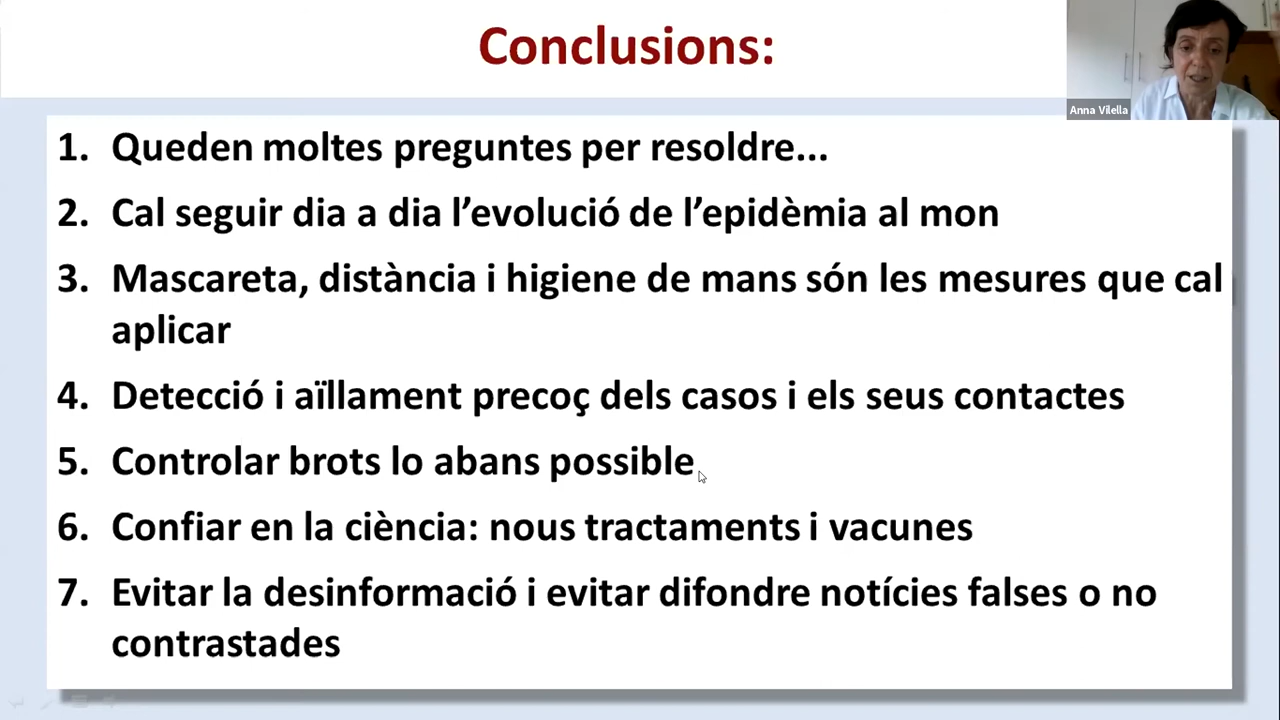 Conclusions:
Anna Vilella
1. Queden moltes preguntes per resoldre...
2. Cal seguir dia a dia l’evolució de l’epidèmia al mon
3. Mascareta, distància i higiene de mans són les mesures que cal
aplicar
4. Detecció i aïllament precoç dels casos i els seus contactes
5. Controlar brots lo abans possible
6. Confiar en la ciència: nous tractaments i vacunes
7. Evitar la desinformació i evitar difondre notícies falses o no
contrastades